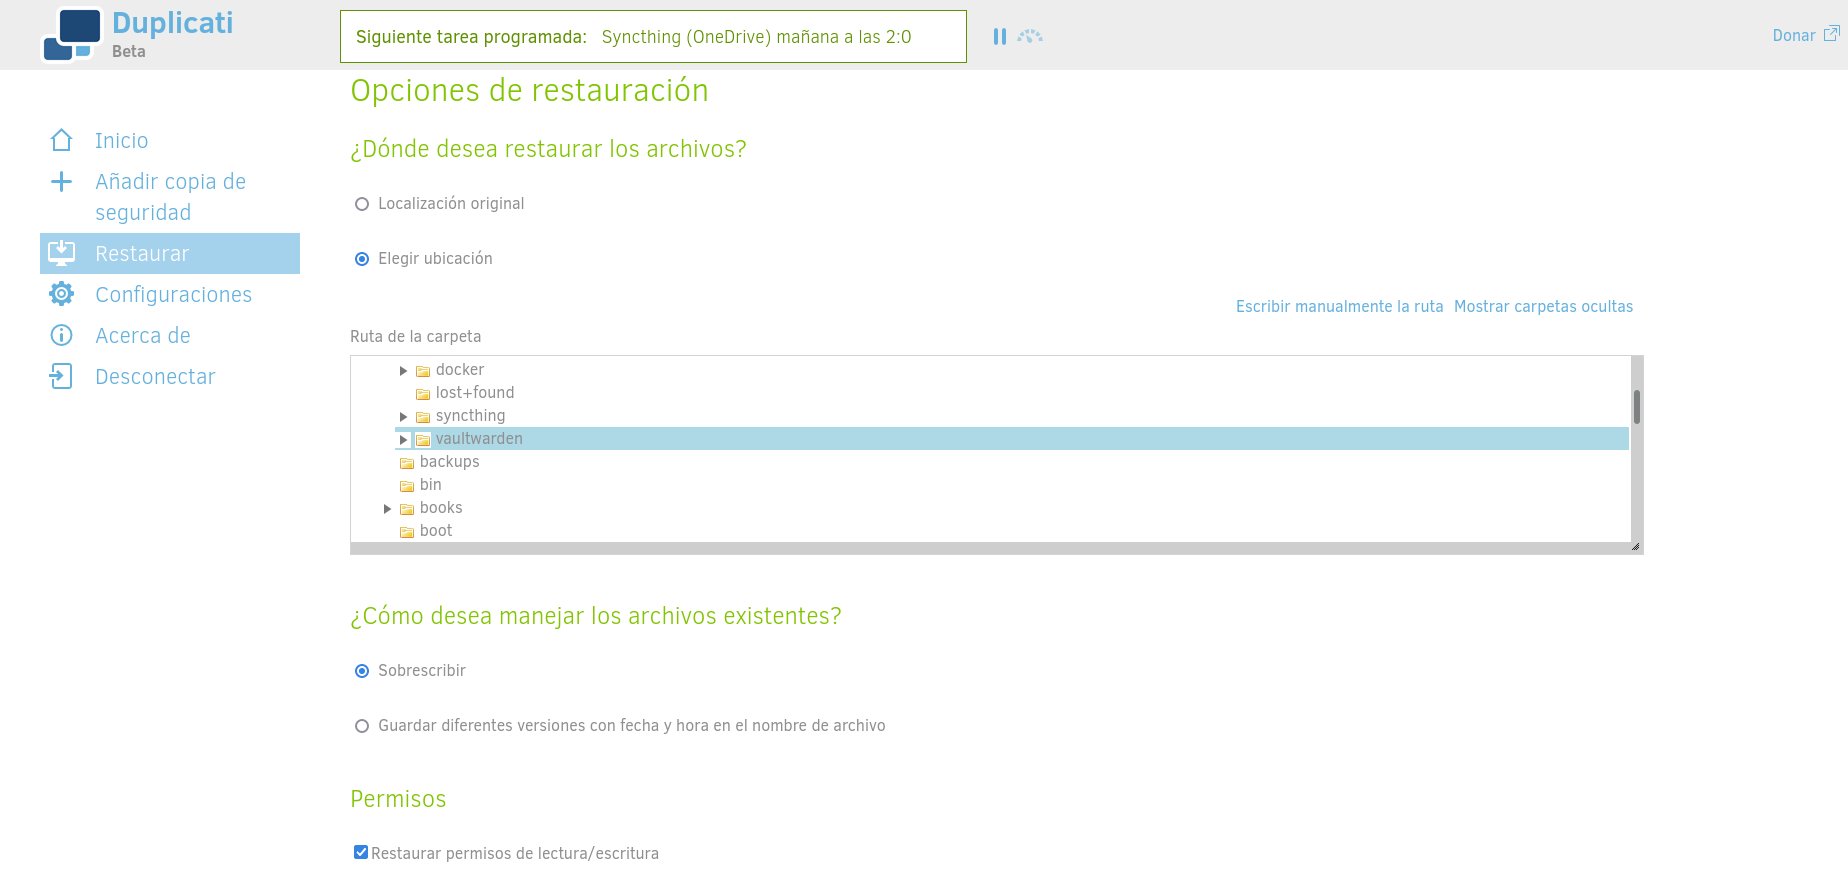 Duplicati
Beta
Siguiente tarea programada: Syncthing (OneDrive) mañana a las 2:0
Donar
Inicio
Añadir copia de
seguridad
Restaurar
Configuraciones
Acerca de
Desconectar
Opciones de restauración
¿Dónde desea restaurar los archivos?
Localización original
Elegir ubicación
Escribir manualmente la ruta Mostrar carpetas ocultas
Ruta de la carpeta
docker
lost+found
syncthing
vaultwarden
backups
bin
books
boot
¿Cómo desea manejar los archivos existentes?
Sobrescribir
Guardar diferentes versiones con fecha y hora en el nombre de archivo
Permisos
Restaurar permisos de lectura/escritura